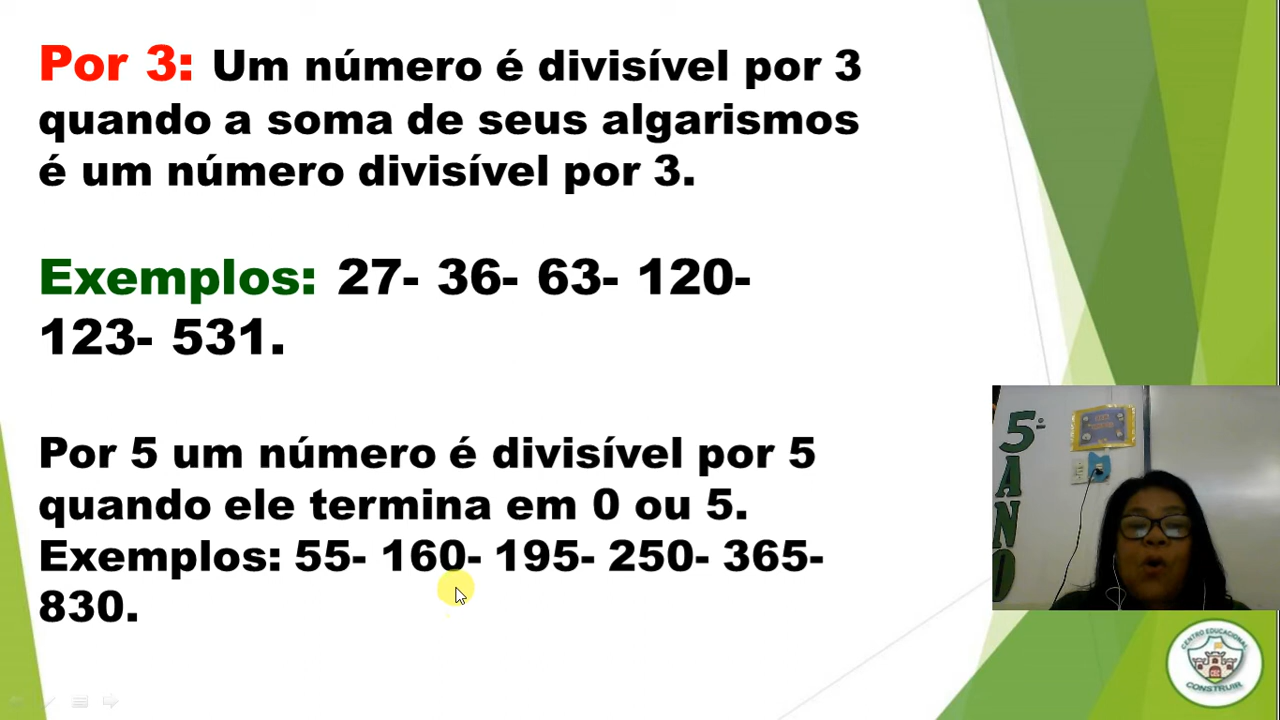 Por 3: Um número é divisível por 3
quando a soma de seus algarismos
é um número divisível por 3.
Exemplos: 27- 36- 63- 120-
123- 531.
Por 5 um número é divisível por 5
quando ele termina em 0 ou 5.
Exemplos: 55- 160- 195- 250- 365-
830.
5º
ANO
CENTRO EDUCACIONAL
CONSTRUIR